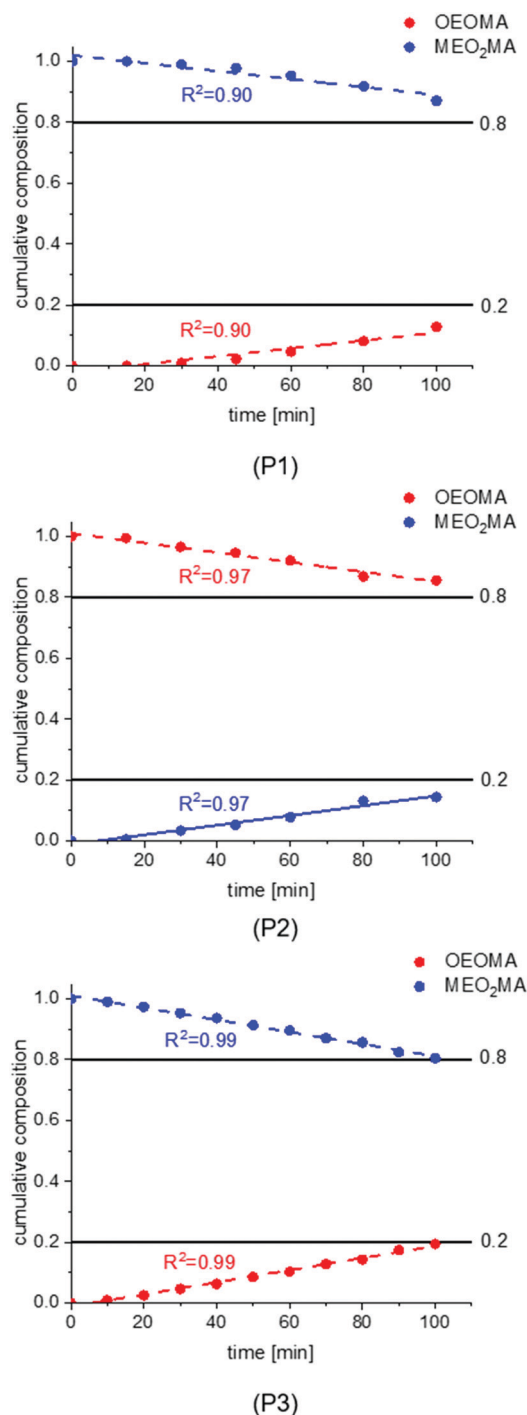 OEOMA
MEO₂MA
1.0
R²=0.90
0.8
0.8
0.6
cumulative composition
0.4
0.2
0.2
R²=0.90
0.0
0 20 40 60 80 100
time [min]
(P1)
OEOMA
MEO₂MA
1.0
R²=0.97
0.8
0.8
0.6
cumulative composition
0.4
0.2
0.2
R²=0.97
0.0
0 20 40 60 80 100
time [min]
(P2)
OEOMA
MEO₂MA
1.0
R²=0.99
0.8
0.8
0.6
cumulative composition
0.4
0.2
0.2
R²=0.99
0.0
0 20 40 60 80 100
time [min]
(P3)